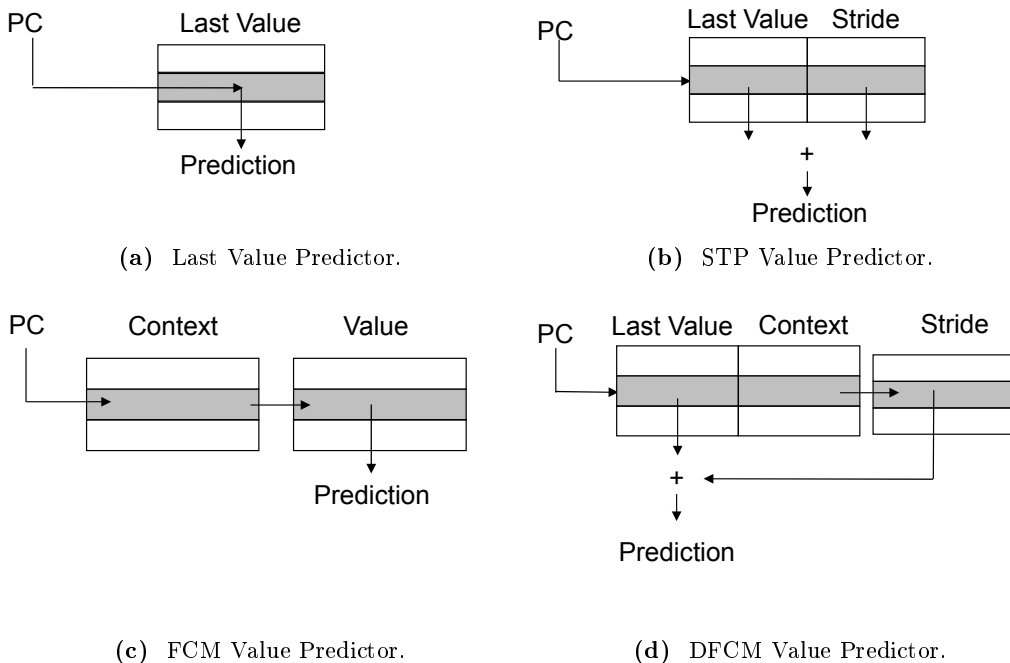 PC
Last Value
Prediction
(a) Last Value Predictor.
PC
Last Value Stride
+
Prediction
(b) STP Value Predictor.
PC
Context Value
Prediction
(c) FCM Value Predictor.
PC
Last Value Context Stride
+
Prediction
(d) DFCM Value Predictor.